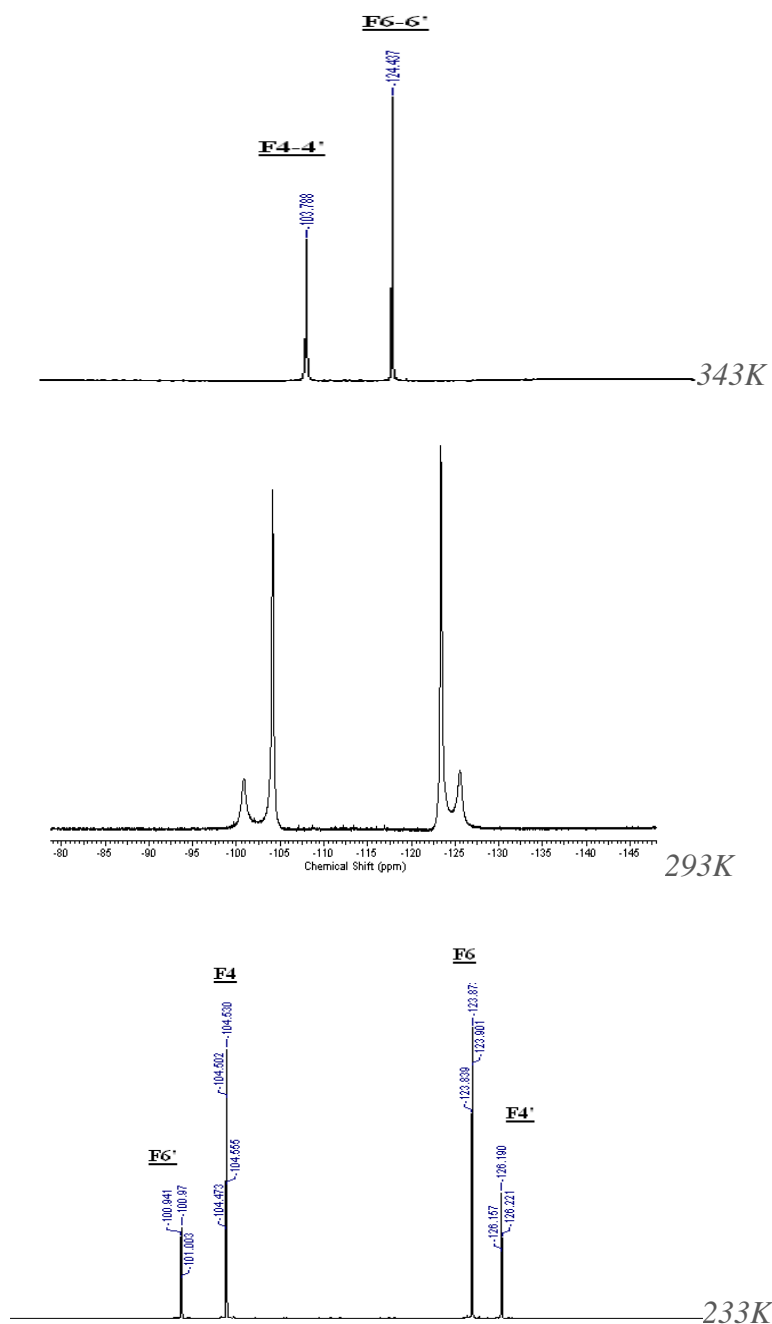 F6-6'
-124.437
F4-4'
-103.788
343K
-80 -85 -90 -95 -100 -105 -110 -115 -120 -125 -130 -135 -140 -145
Chemical Shift (ppm)
293K
F6
F4
-123.87
-123.901
-104.530
-104.502
-123.839
F4'
-104.555
-126.190
F6'
-104.473
-100.941
-100.97
-126.157
-126.221
-101.003
233K